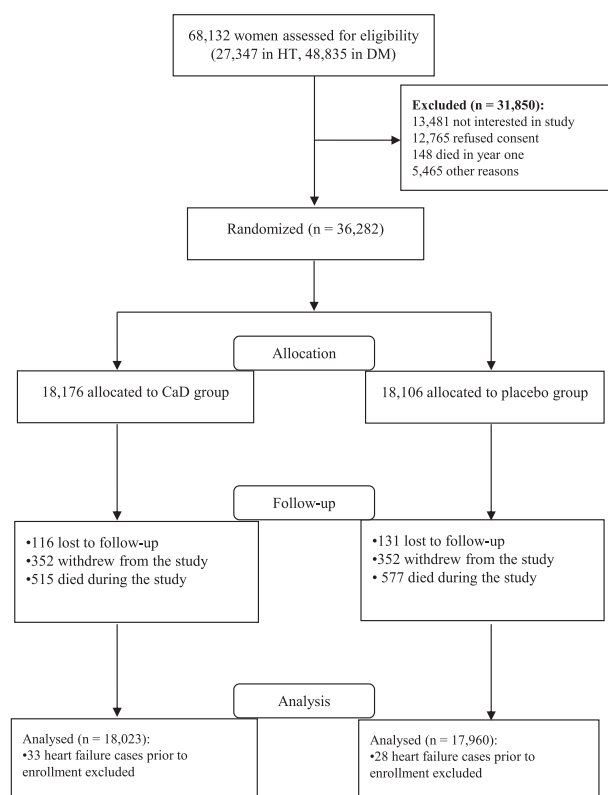 68,132 women assessed for eligibility
(27,347 in HT, 48,835 in DM)
Excluded (n = 31,850):
13,481 not interested in study
12,765 refused consent
148 died in year one
5,465 other reasons
Randomized (n = 36,282)
Allocation
18,176 allocated to CaD group
18,106 allocated to placebo group
Follow-up
•116 lost to follow-up
•352 withdrew from the study
•515 died during the study
•131 lost to follow-up
•352 withdrew from the study
• 577 died during the study
Analysis
Analysed (n = 18,023):
•33 heart failure cases prior to
enrollment excluded
Analysed (n = 17,960):
•28 heart failure cases prior to
enrollment excluded